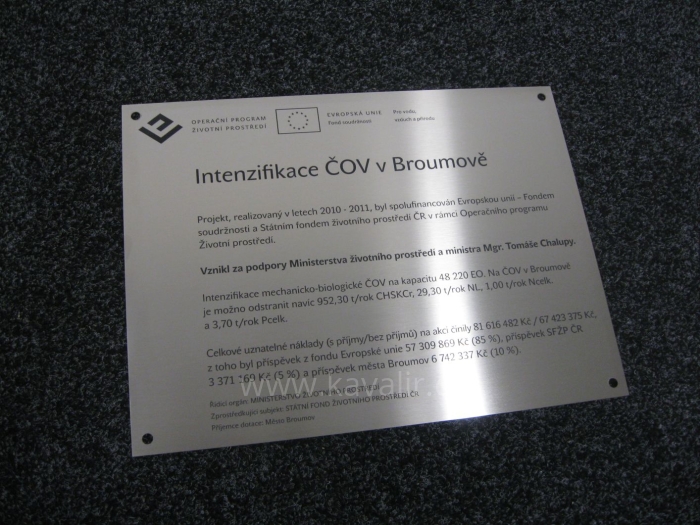 OPERAČNÍ PROGRAM
ŽIVOTNÍ PROSTŘEDÍ
EVROPSKÁ UNIE
Fond soudržnosti
Pro vodu,
vzduch a přírodu
Intenzifikace ČOV v Broumově
Projekt, realizovaný v letech 2010 - 2011, byl spolufinancován Evropskou unií – Fondem
soudržnosti a Státním fondem životního prostředí ČR v rámci Operačního programu
Životní prostředí.
Vznikl za podpory Ministerstva životního prostředí a ministra Mgr. Tomáše Chalupy.
Intenzifikace mechanicko-biologické ČOV na kapacitu 48 220 EO. Na ČOV v Broumově
je možno odstranit navíc 952,30 t/rok CHSKCr, 29,30 t/rok NL, 1,00 t/rok Ncelk.
a 3,70 t/rok Pcelk.
Celkové uznatelné náklady (s příjmy/bez příjmů) na akci činily 81 616 482 Kč / 67 423 375 Kč,
z toho byl příspěvek z fondu Evropské unie 57 309 869 Kč (85 %), příspěvek SFŽP ČR
3 371 169 Kč (5 %) a příspěvek města Broumov 6 742 337 Kč (10 %).
www.kavalir.
Řídící orgán: MINISTERSTVO ŽIVOTNÍHO PROSTŘEDÍ
Zprostředkující subjekt: STÁTNÍ FOND ŽIVOTNÍHO PROSTŘEDÍ ČR
Příjemce dotace: Město Broumov